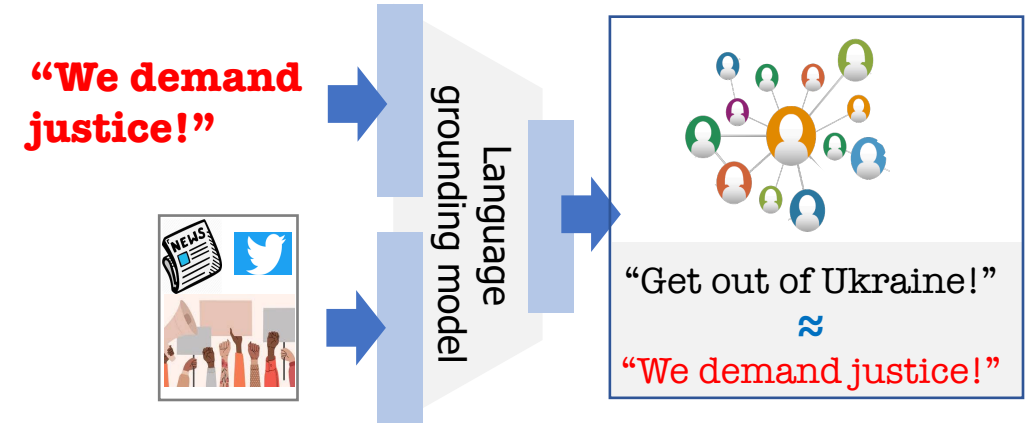 “We demand
justice!”
NEWS
Language
grounding model
“Get out of Ukraine!”
≈
“We demand justice!”